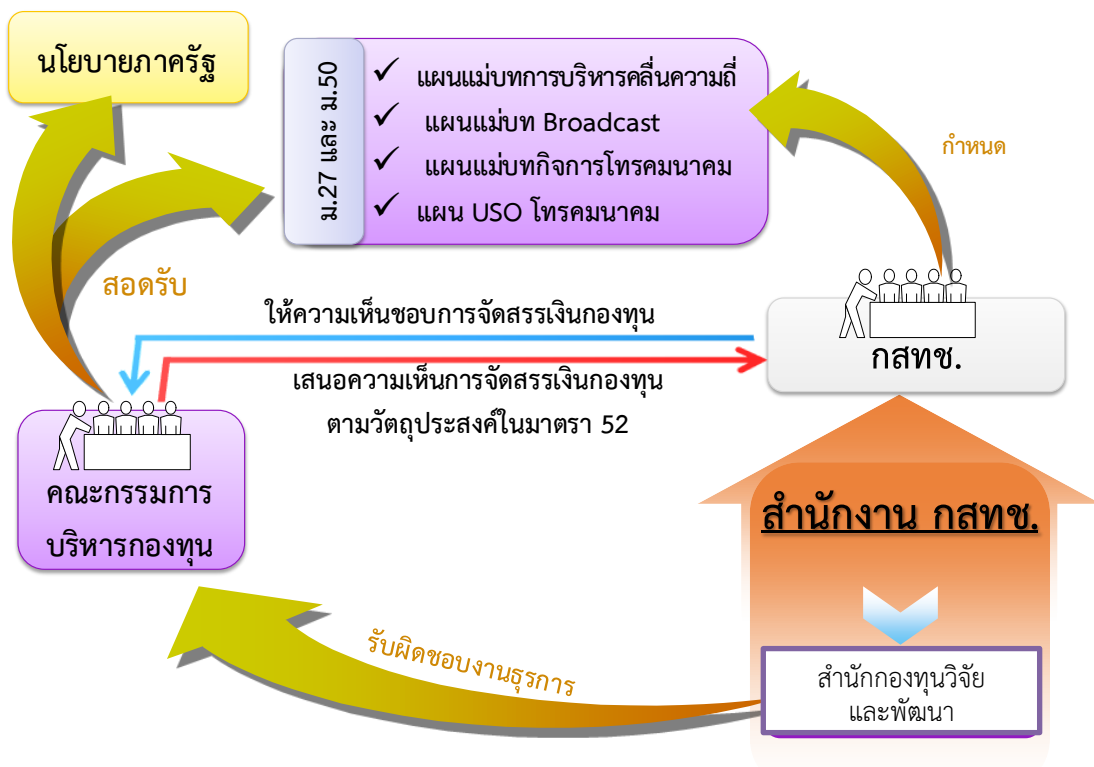 นโยบายภาครัฐ
ม.27 และ ม.50
✓ แผนแม่บทการบริหารคลื่นความถี่
✓ แผนแม่บท Broadcast
✓ แผนแม่บทกิจการโทรคมนาคม
✓ แผน USO โทรคมนาคม
กำหนด
สอดรับ
ให้ความเห็นชอบการจัดสรรเงินกองทุน
เสนอความเห็นการจัดสรรเงินกองทุน
ตามวัตถุประสงค์ในมาตรา 52
กสทช.
คณะกรรมการ
บริหารกองทุน
สำนักงาน กสทช.
รับผิดชอบงานธุรการ
สำนักกองทุนวิจัย
และพัฒนา